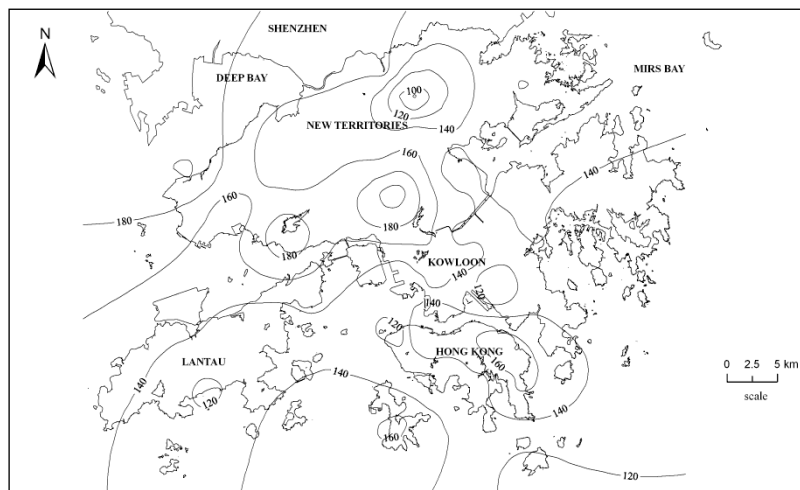 SHENZHEN
N
DEEP BAY
MIRS BAY
100
120
NEW TERRITORIES
140
160
140
160
180
180
180
KOWLOON
140
120
140
120
HONG KONG
160
LANTAU
140
140
120
140
160
120
0 2.5 5 km
scale